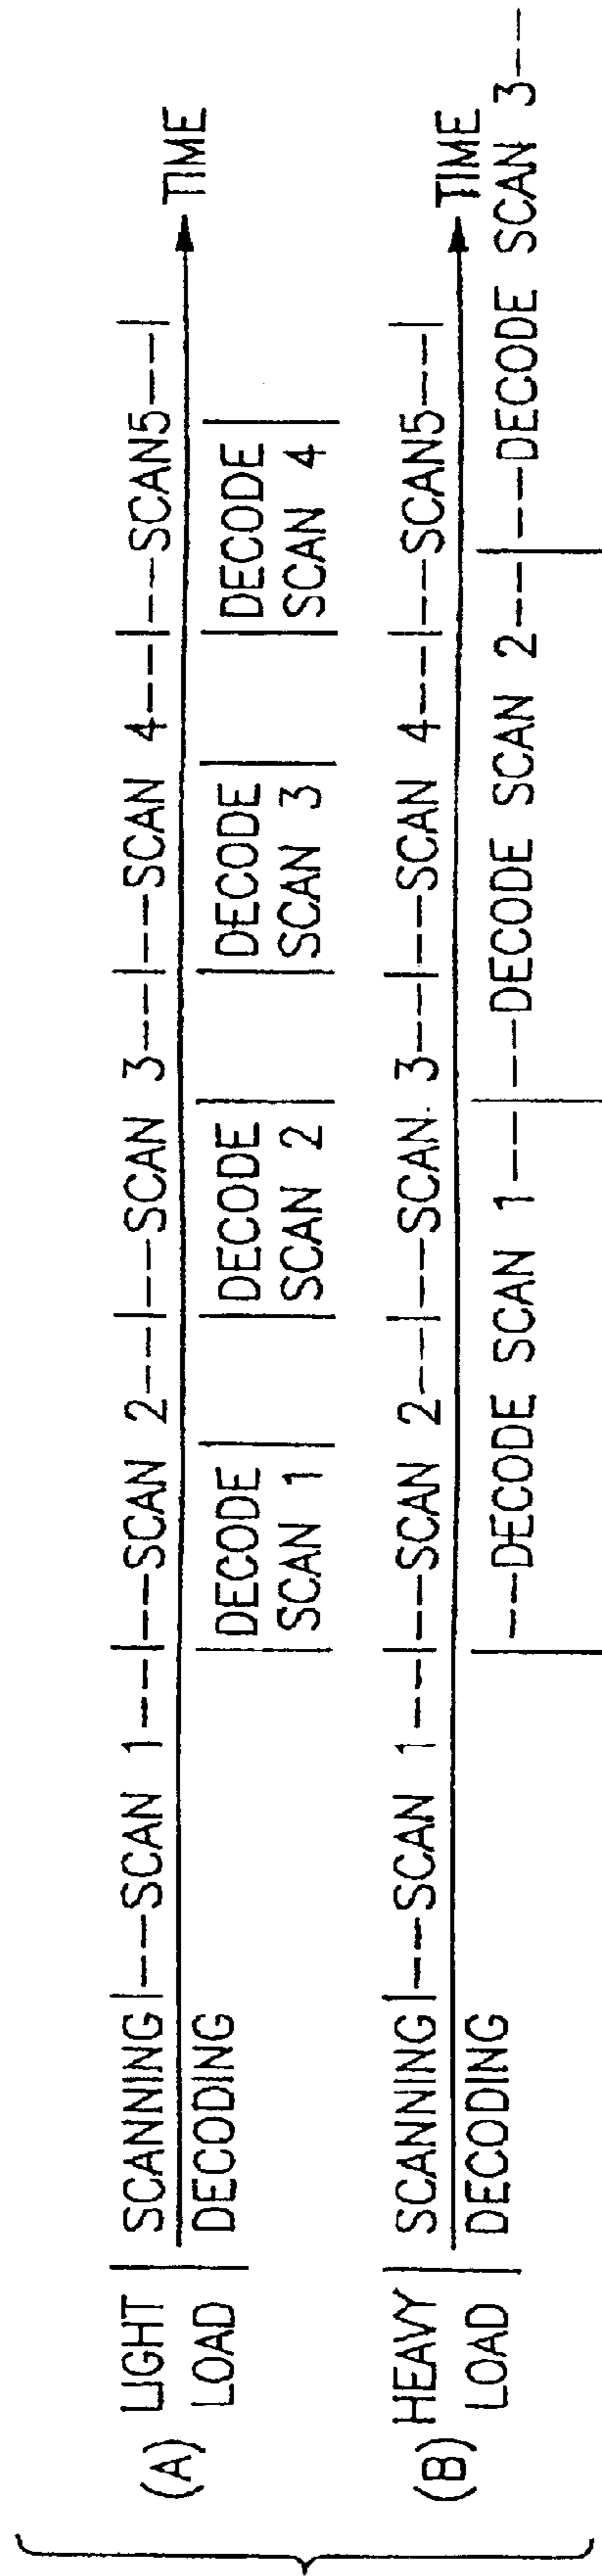 (A) LIGHT LOAD
SCANNING |---SCAN 1---|---SCAN 2---|---SCAN 3---|---SCAN 4---|---SCAN5---|
TIME
DECODING
DECODE SCAN 1
DECODE SCAN 2
DECODE SCAN 3
DECODE SCAN 4
(B) HEAVY LOAD
SCANNING |---SCAN 1---|---SCAN 2---|---SCAN 3---|---SCAN 4---|---SCAN5---|
TIME
DECODING
---DECODE SCAN 1---|---DECODE SCAN 2---|---DECODE SCAN 3---